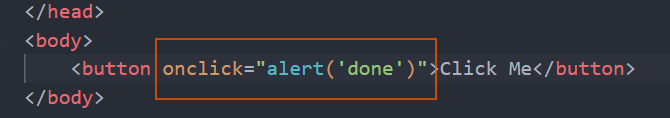 </head>
<body>
<button onclick="alert('done')">Click Me</button>
</body>